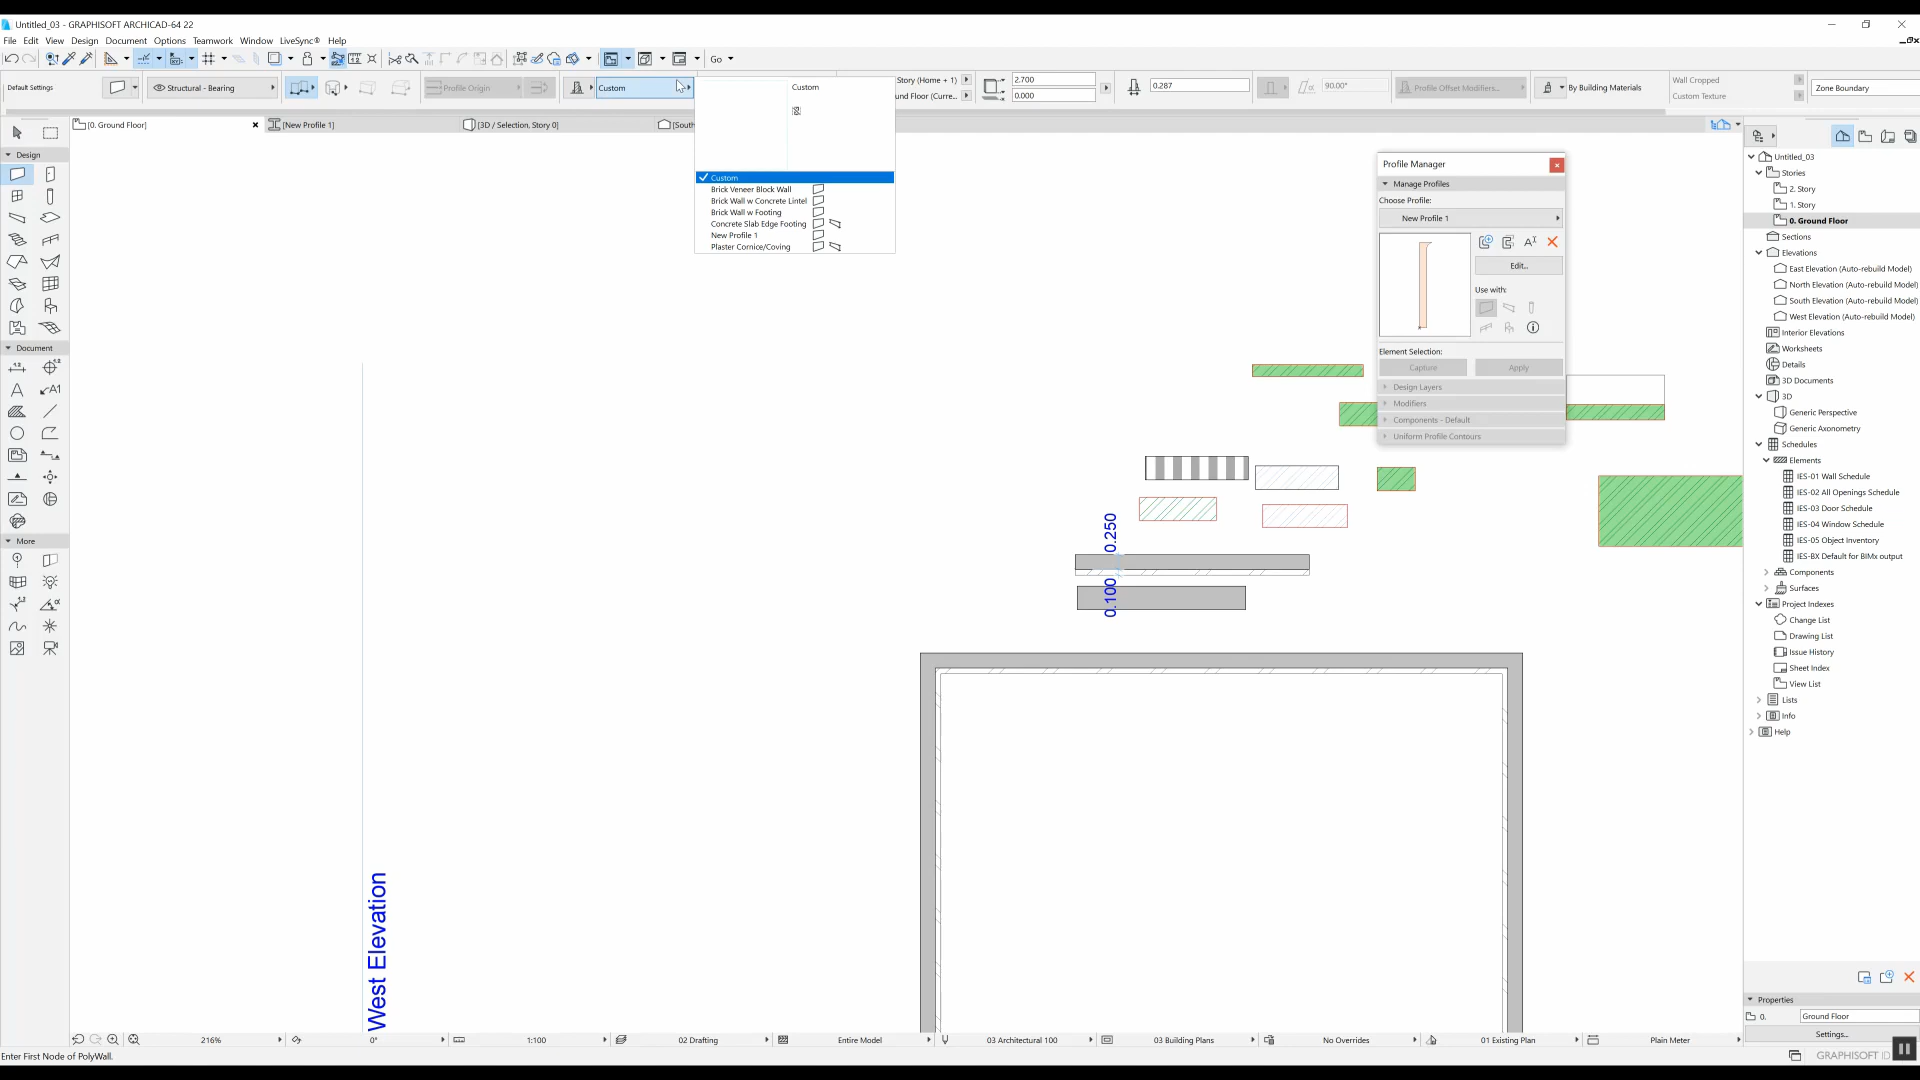 Untitled_03 - GRAPHISOFT ARCHICAD-64 22
File Edit View Design Document Options Teamwork Window LiveSync® Help
Go
Default Settings
Structural - Bearing
Profile Origin
Custom
Custom
Story (Home + 1)
und Floor (Curre...
2.700
0.000
0.287
90.00°
Profile Offset Modifiers...
By Building Materials
Wall Cropped
Custom Texture
Zone Boundary
[0. Ground Floor]
[New Profile 1]
[3D / Selection, Story 0]
[South
Custom
Brick Veneer Block Wall
Brick Wall w Concrete Lintel
Brick Wall w Footing
Concrete Slab Edge Footing
New Profile 1
Plaster Cornice/Coving
Design
Document
More
Profile Manager
Manage Profiles
Choose Profile:
New Profile 1
Edit...
Use with:
Element Selection:
Capture
Apply
Design Layers
Modifiers
Components - Default
Uniform Profile Contours
0.250
0.100
West Elevation
Untitled_03
Stories
2. Story
1. Story
0. Ground Floor
Sections
Elevations
East Elevation (Auto-rebuild Model)
North Elevation (Auto-rebuild Model)
South Elevation (Auto-rebuild Model)
West Elevation (Auto-rebuild Model)
Interior Elevations
Worksheets
Details
3D Documents
3D
Generic Perspective
Generic Axonometry
Schedules
Elements
IES-01 Wall Schedule
IES-02 All Openings Schedule
IES-03 Door Schedule
IES-04 Window Schedule
IES-05 Object Inventory
IES-BX Default for BIMx output
Components
Surfaces
Project Indexes
Change List
Drawing List
Issue History
Sheet Index
View List
Lists
Info
Help
Properties
0.
Ground Floor
Settings...
216%
0°
1:100
02 Drafting
Entire Model
03 Architectural 100
03 Building Plans
No Overrides
01 Existing Plan
Plain Meter
Enter First Node of PolyWall.
GRAPHISOFT ID